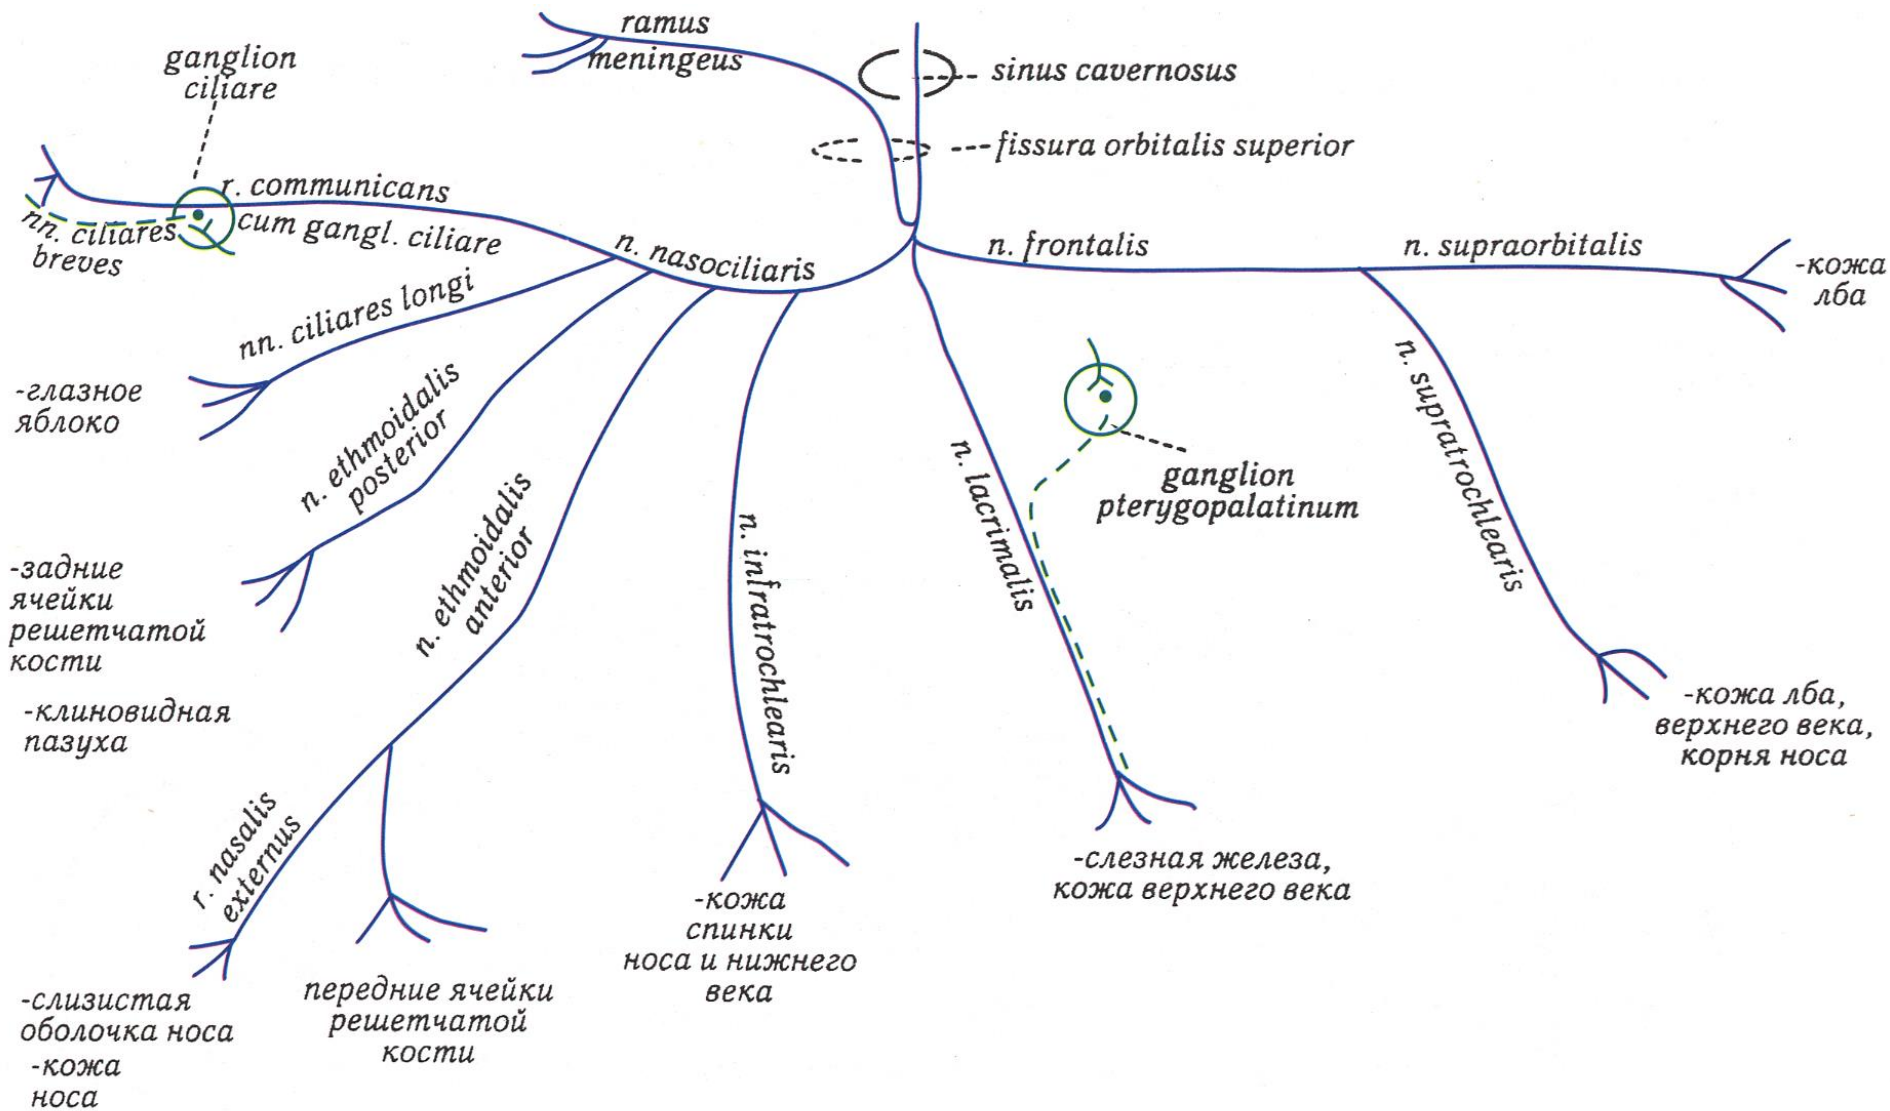 ramus
meningeus
sinus cavernosus
fissura orbitalis superior
ganglion
ciliare
r. communicans
cum gangl. ciliare
nn. ciliares
breves
n. nasociliaris
n. frontalis
n. supraorbitalis
-кожа
лба
nn. ciliares longi
-глазное
яблоко
n. ethmoidalis
posterior
-задние
ячейки
решетчатой
кости
-клиновидная
пазуха
n. ethmoidalis
anterior
n. infratrochlearis
n. lacrimalis
ganglion
pterygopalatinum
n. supratrochlearis
-кожа лба,
верхнего века,
корня носа
r. nasalis
externus
-слизистая
оболочка носа
-кожа
носа
передние ячейки
решетчатой
кости
-кожа
спинки
носа и нижнего
века
-слезная железа,
кожа верхнего века